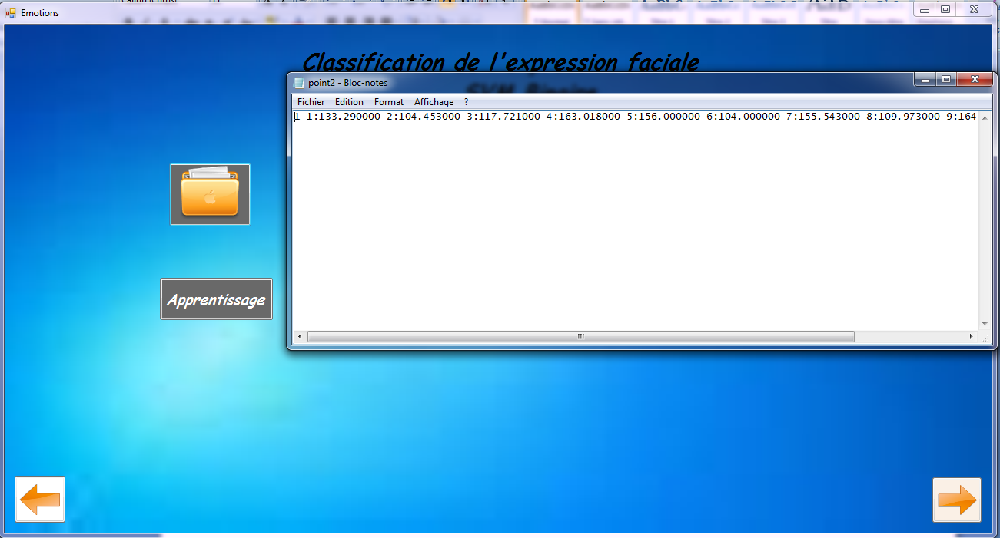 Emotions
Classification de l'expression faciale
SVM Binaire
point2 - Bloc-notes
Fichier Edition Format Affichage ?
1 1:133.290000 2:104.453000 3:117.721000 4:163.018000 5:156.000000 6:104.000000 7:155.543000 8:109.973000 9:164
Apprentissage